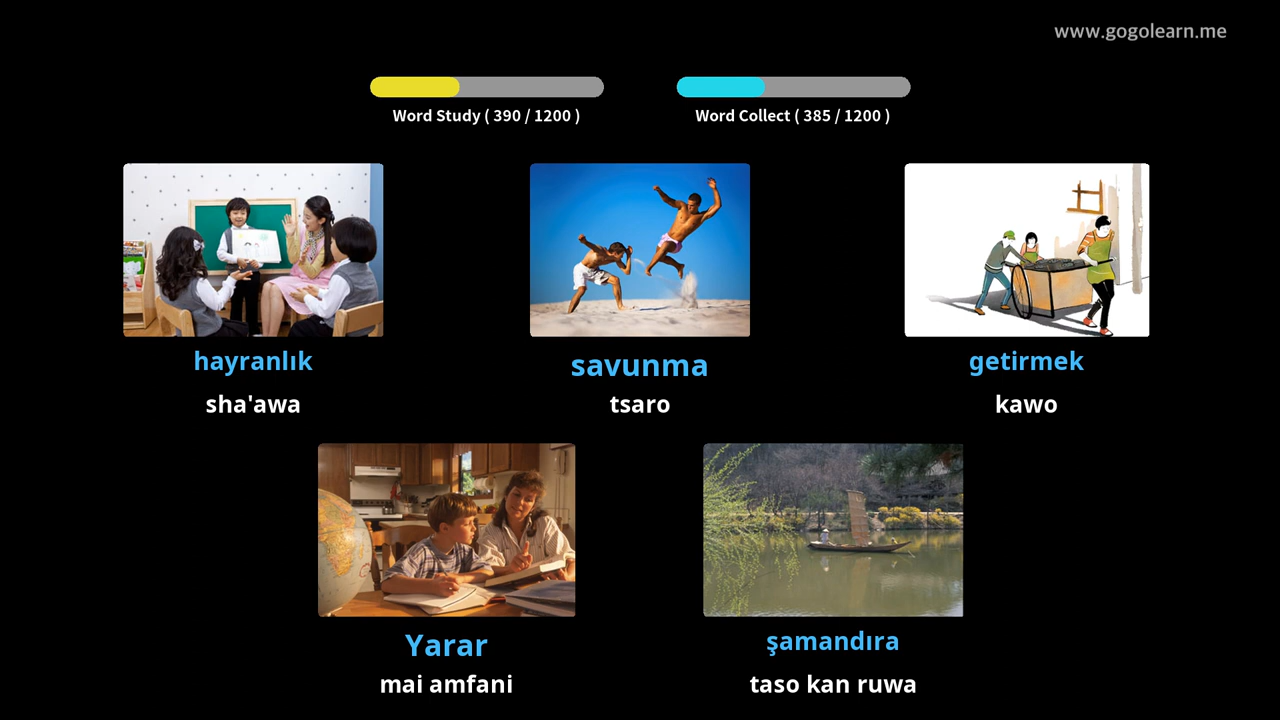 www.gogolearn.me
Word Study ( 390 / 1200 )
Word Collect ( 385 / 1200 )
hayranlık
savunma
getirmek
sha'awa
tsaro
kawo
Yarar
şamandıra
mai amfani
taso kan ruwa